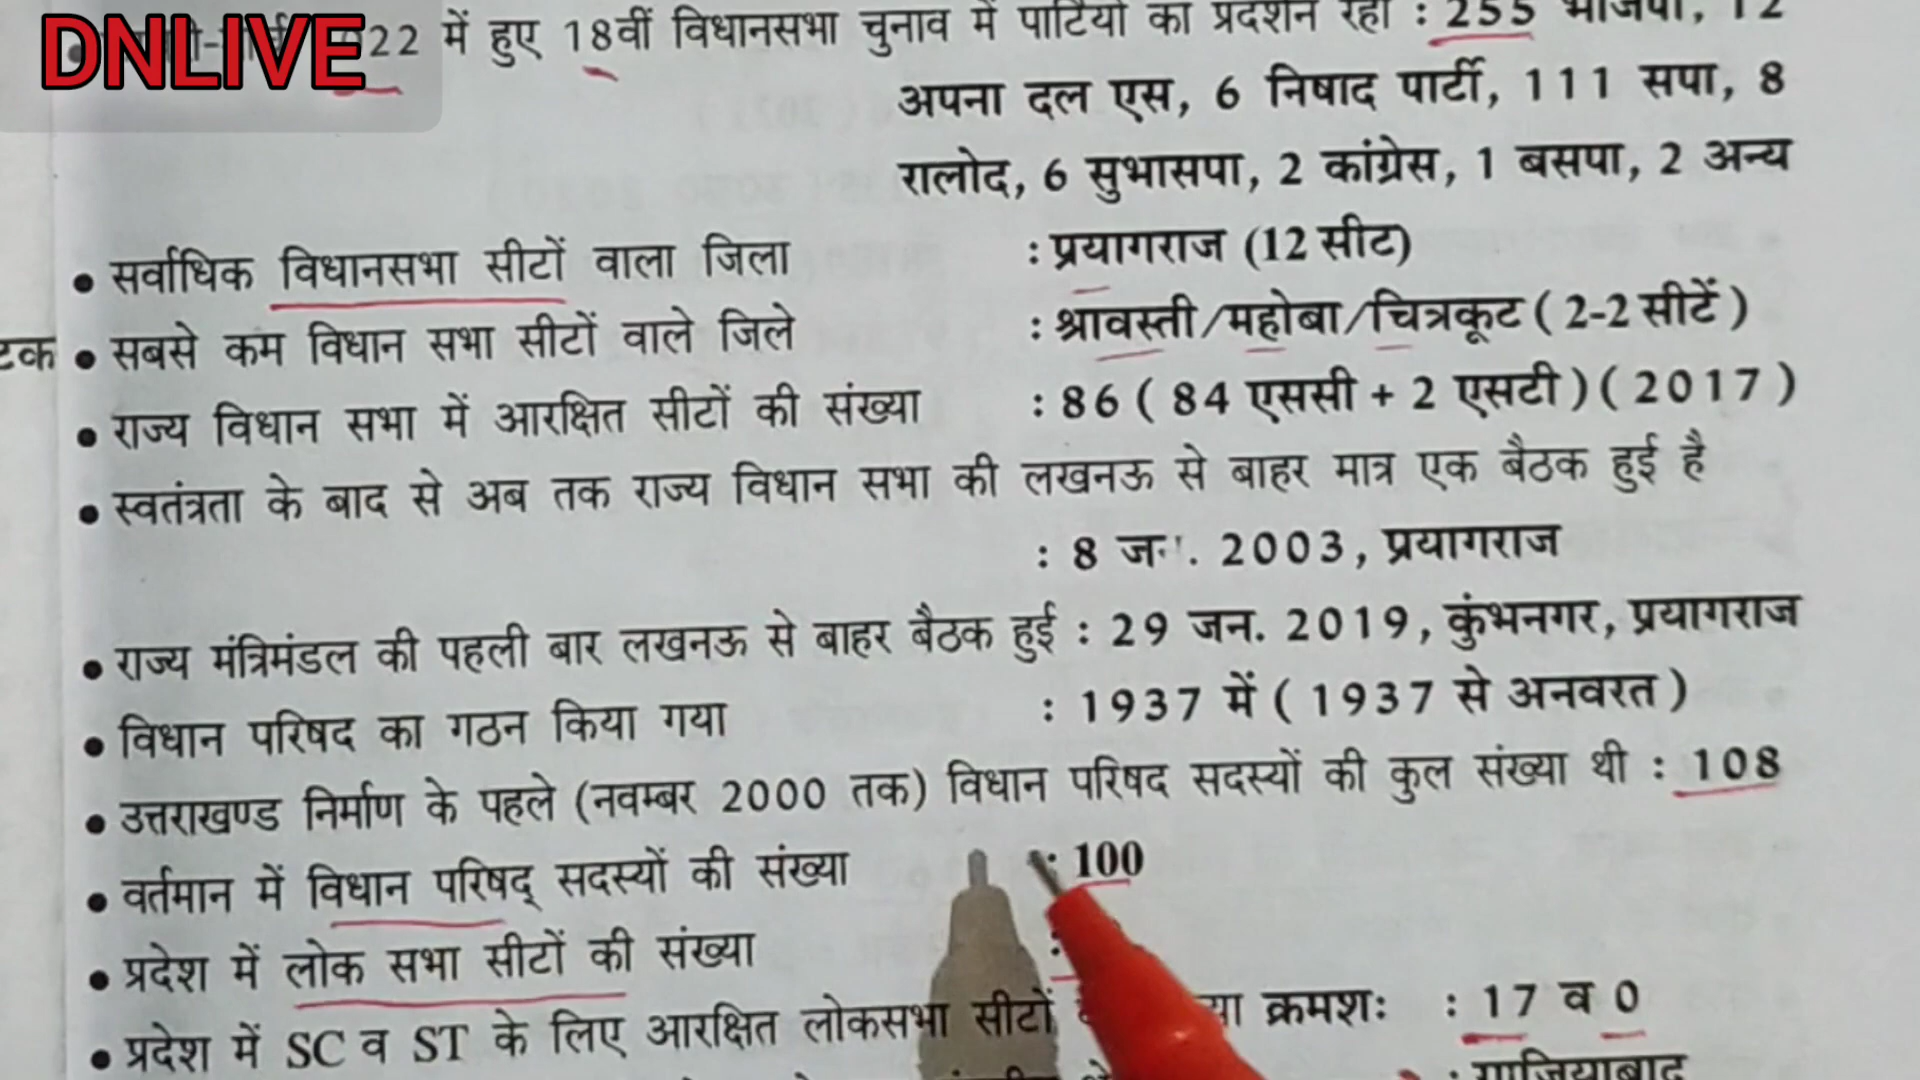 DNLIVE
22 में हुए 18वीं विधानसभा चुनाव में पार्टियों का प्रदर्शन रहा : 255 भाजपा, 12
अपना दल एस, 6 निषाद पार्टी, 111 सपा, 8
रालोद, 6 सुभासपा, 2 कांग्रेस, 1 बसपा, 2 अन्य
• सर्वाधिक विधानसभा सीटों वाला जिला : प्रयागराज (12 सीट)
टक • सबसे कम विधान सभा सीटों वाले जिले : श्रावस्ती/महोबा/चित्रकूट ( 2-2 सीटें )
• राज्य विधान सभा में आरक्षित सीटों की संख्या : 86 ( 84 एससी + 2 एसटी ) ( 2017 )
• स्वतंत्रता के बाद से अब तक राज्य विधान सभा की लखनऊ से बाहर मात्र एक बैठक हुई है
: 8 . 2003, प्रयागराज
• राज्य मंत्रिमंडल की पहली बार लखनऊ से बाहर बैठक हुई : 29 जन. 2019, कुंभनगर, प्रयागराज
• विधान परिषद का गठन किया गया : 1937 में ( 1937 से अनवरत )
• उत्तराखण्ड निर्माण के पहले (नवम्बर 2000 तक) विधान परिषद सदस्यों की कुल संख्या थी : 108
• वर्तमान में विधान परिषद् सदस्यों की संख्या : 100
• प्रदेश में लोक सभा सीटों की संख्या :
• प्रदेश में SC व ST के लिए आरक्षित लोकसभा सीटों क्रमशः : 17 व 0
: गाजियाबाद